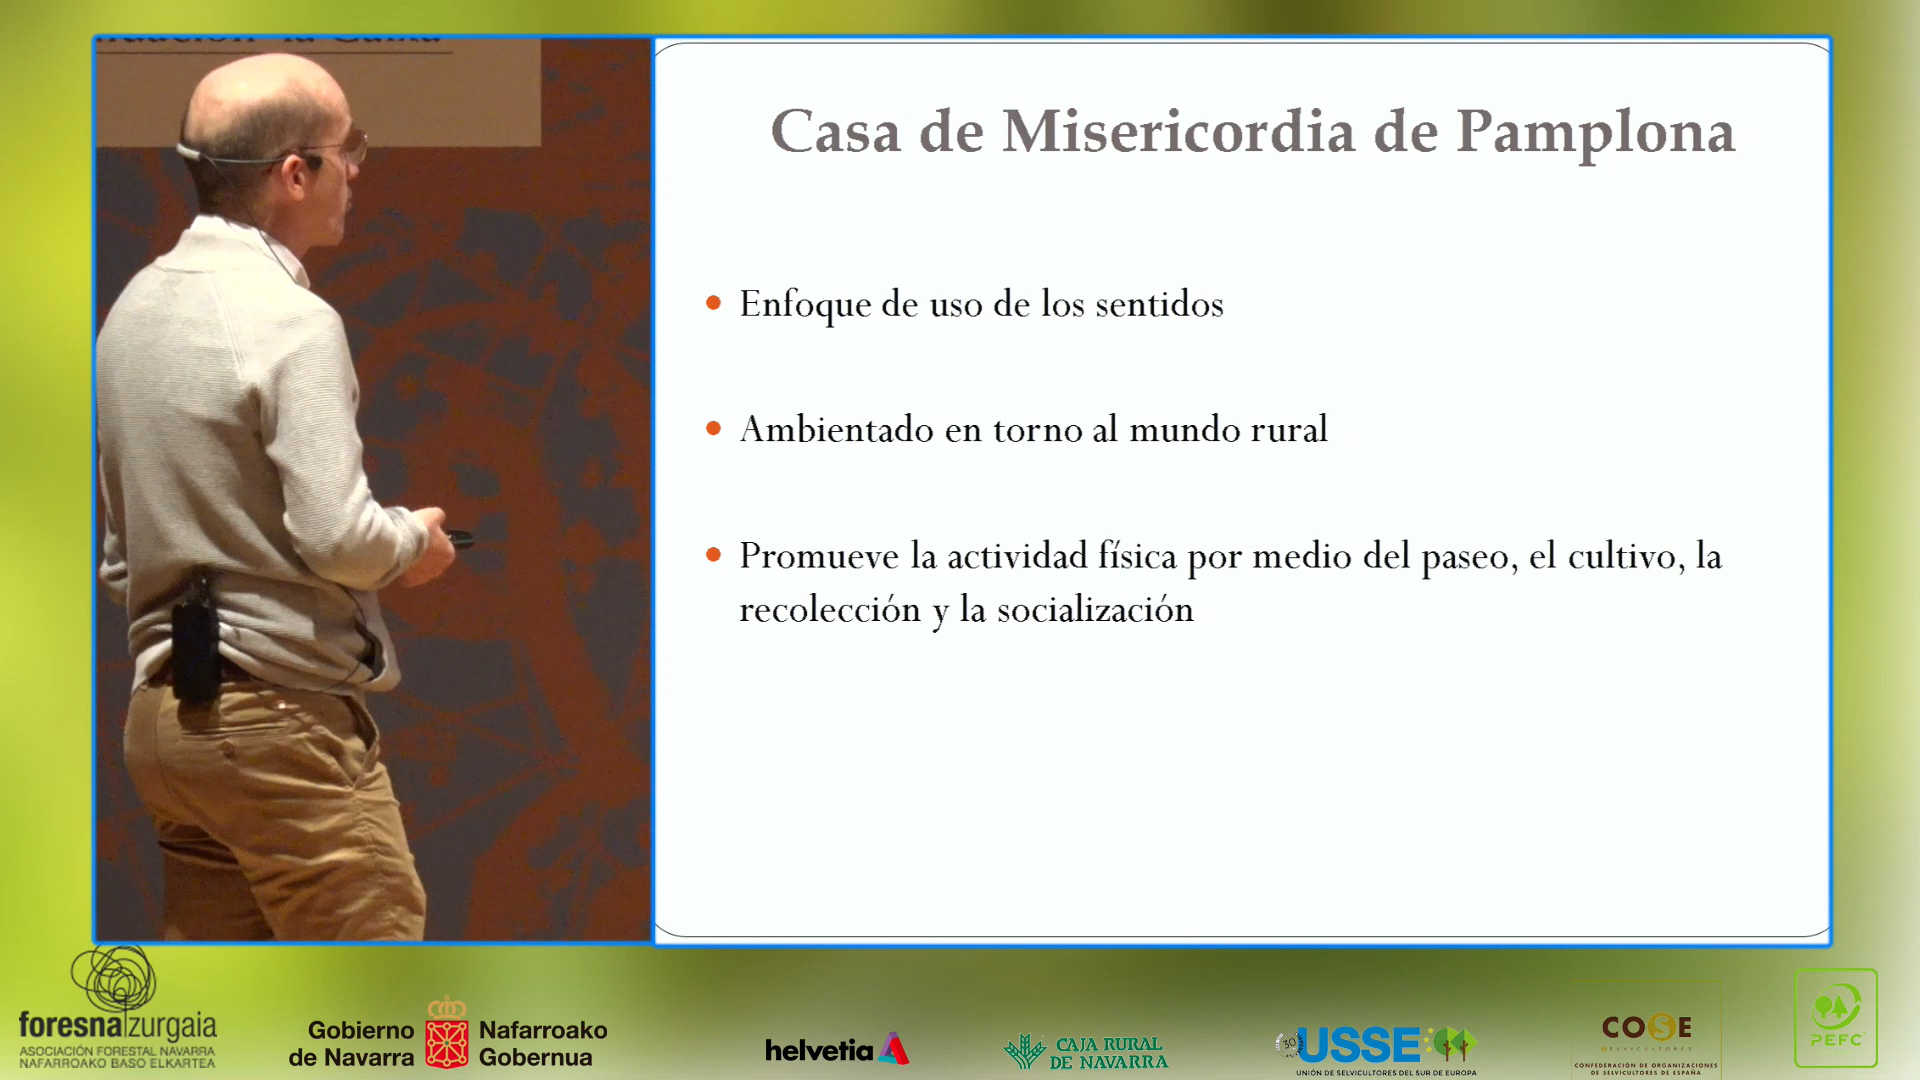 Casa de Misericordia de Pamplona
Enfoque de uso de los sentidos
Ambientado en torno al mundo rural
Promueve la actividad física por medio del paseo, el cultivo, la
recolección y la socialización
foresna zurgaia
ASOCIACIÓN FORESTAL NAVARRA
NAFARROAKO BASO ELKARTEA
Gobierno
de Navarra
Nafarroako
Gobernua
helvetia
CAJA RURAL
DE NAVARRA
30
USSE
UNIÓN DE SELVICULTORES DEL SUR DE EUROPA
COSE
CONFEDERACIÓN DE ORGANIZACIONES
DE SELVICULTORES DE ESPAÑA
PEFC